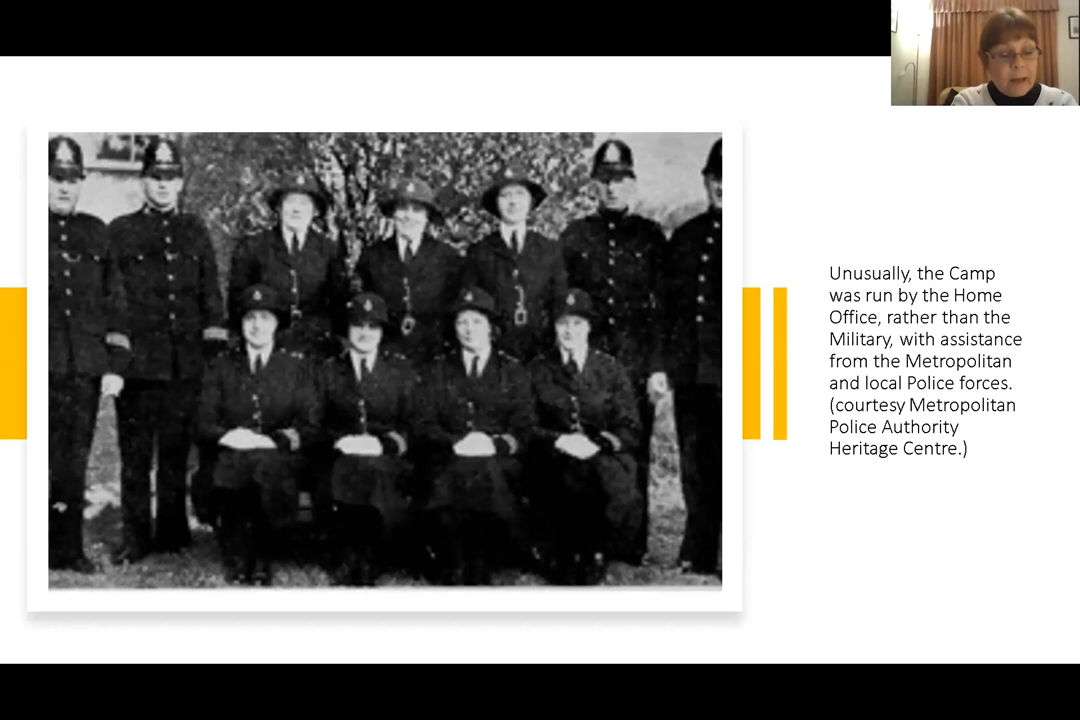 Unusually, the Camp
was run by the Home
Office, rather than the
Military, with assistance
from the Metropolitan
and local Police forces.
(courtesy Metropolitan
Police Authority
Heritage Centre.)